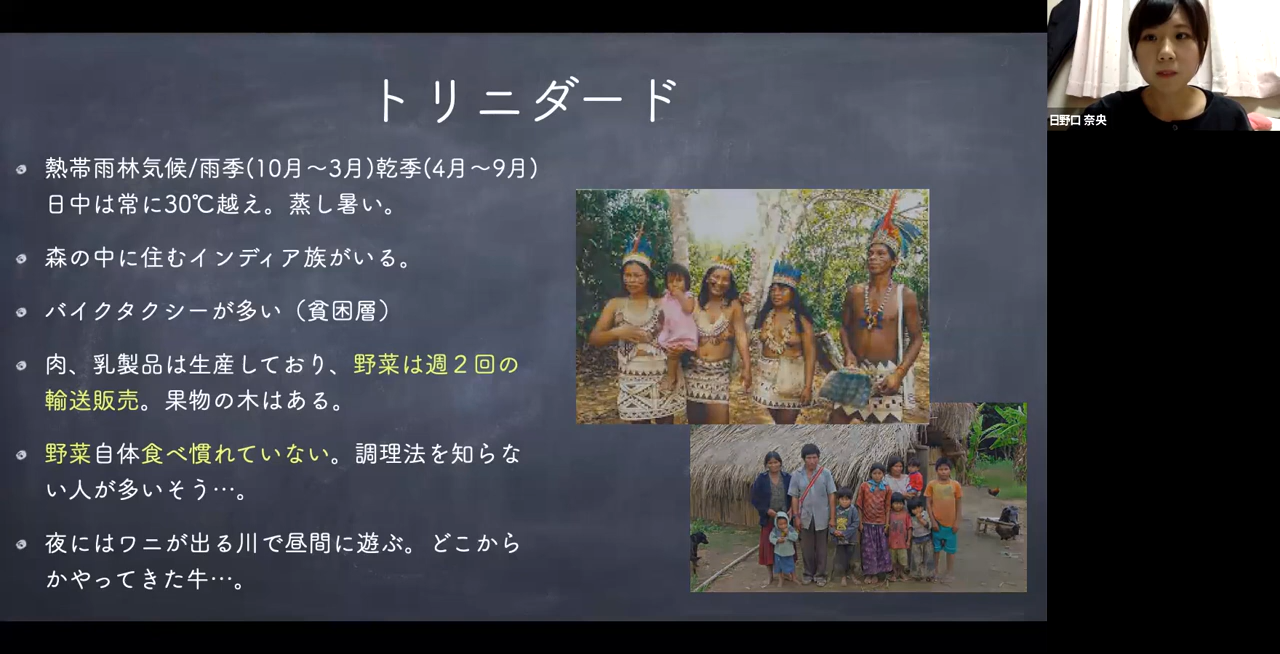 トリニダード
熱帯雨林気候/雨季(10月〜3月)乾季(4月〜9月)
日中は常に30℃越え。蒸し暑い。
森の中に住むインディア族がいる。
バイクタクシーが多い（貧困層）
肉、乳製品は生産しており、野菜は週２回の
輸送販売。果物の木はある。
野菜自体食べ慣れていない。調理法を知らな
い人が多いそう…。
夜にはワニが出る川で昼間に遊ぶ。どこから
かやってきた牛…。
日野口 奈央